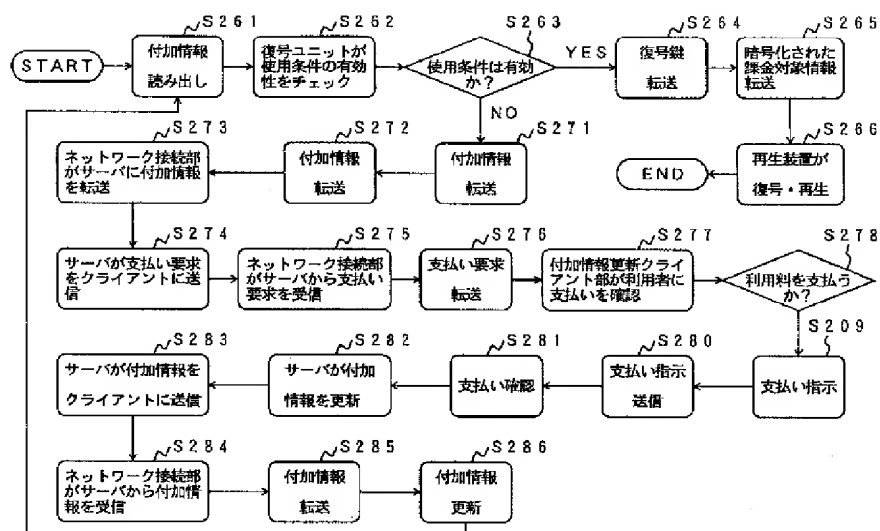 S261
S262
S263
S264
S265
START
付加情報
読み出し
復号ユニットが
使用条件の有効
性をチェック
使用条件は有効
か?
YES
復号鍵
転送
暗号化された
課金対象情報
転送
NO
S273
S272
S271
S266
ネットワーク接続部
がサーバに付加情報
を転送
付加情報
転送
付加情報
転送
END
再生装置が
復号・再生
S274
S275
S276
S277
S278
サーバが支払い要求
をクライアントに送
信
ネットワーク接続部
がサーバから支払い
要求を受信
支払い要求
転送
付加情報更新クライ
アント部が利用者に
支払いを確認
利用料を支払う
か?
S283
S282
S281
S280
S209
サーバが付加情報を
クライアントに送信
サーバが付加
情報を更新
支払い確認
支払い指示
送信
支払い指示
S284
S285
S286
ネットワーク接続部
がサーバから付加情
報を受信
付加情報
転送
付加情報
更新